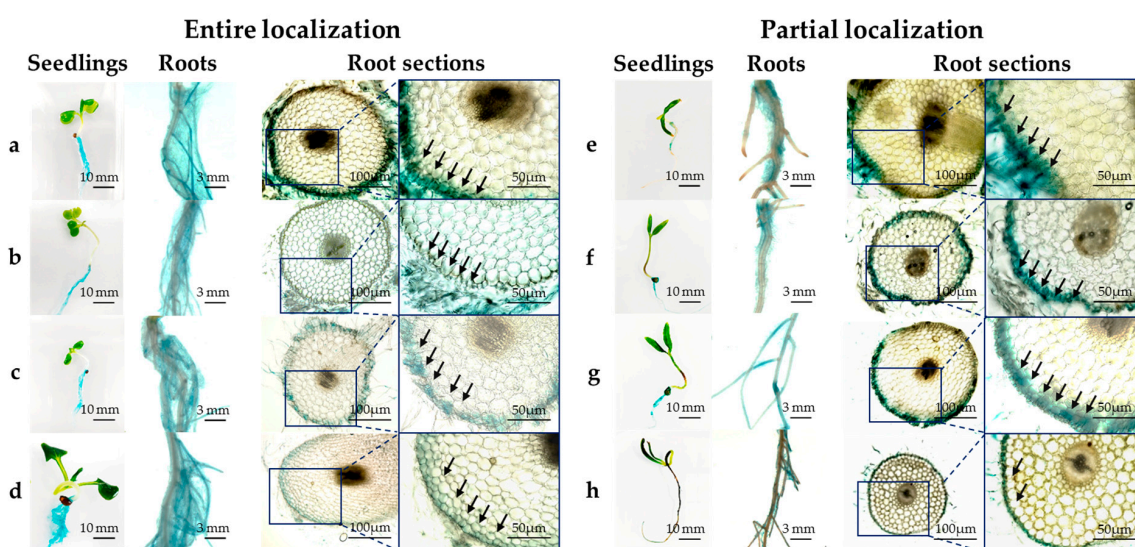 Entire localization
Partial localization
Seedlings Roots Root sections
Seedlings Roots Root sections
a
10 mm 3 mm 100μm 50μm
e
10 mm 3 mm 100μm 50μm
b
10 mm 3 mm 100μm 50μm
f
10 mm 3 mm 100μm 50μm
c
10 mm 3 mm 100μm 50μm
g
10 mm 3 mm 100μm 50μm
d
10 mm 3 mm 100μm 50μm
h
10 mm 3 mm 100μm 50μm